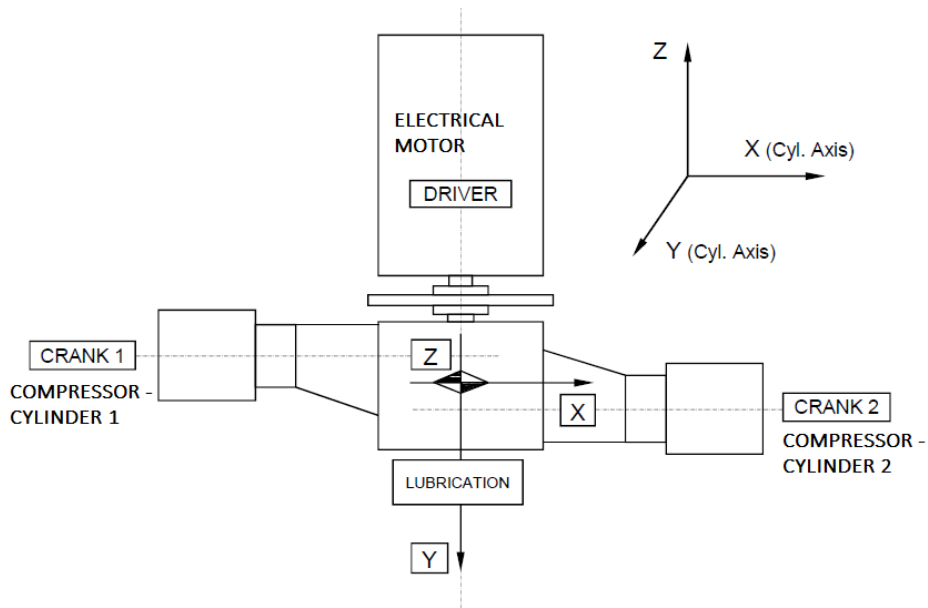 Z
ELECTRICAL
MOTOR
X (Cyl. Axis)
DRIVER
Y (Cyl. Axis)
CRANK 1
Z
COMPRESSOR -
CYLINDER 1
X
CRANK 2
COMPRESSOR -
CYLINDER 2
LUBRICATION
Y